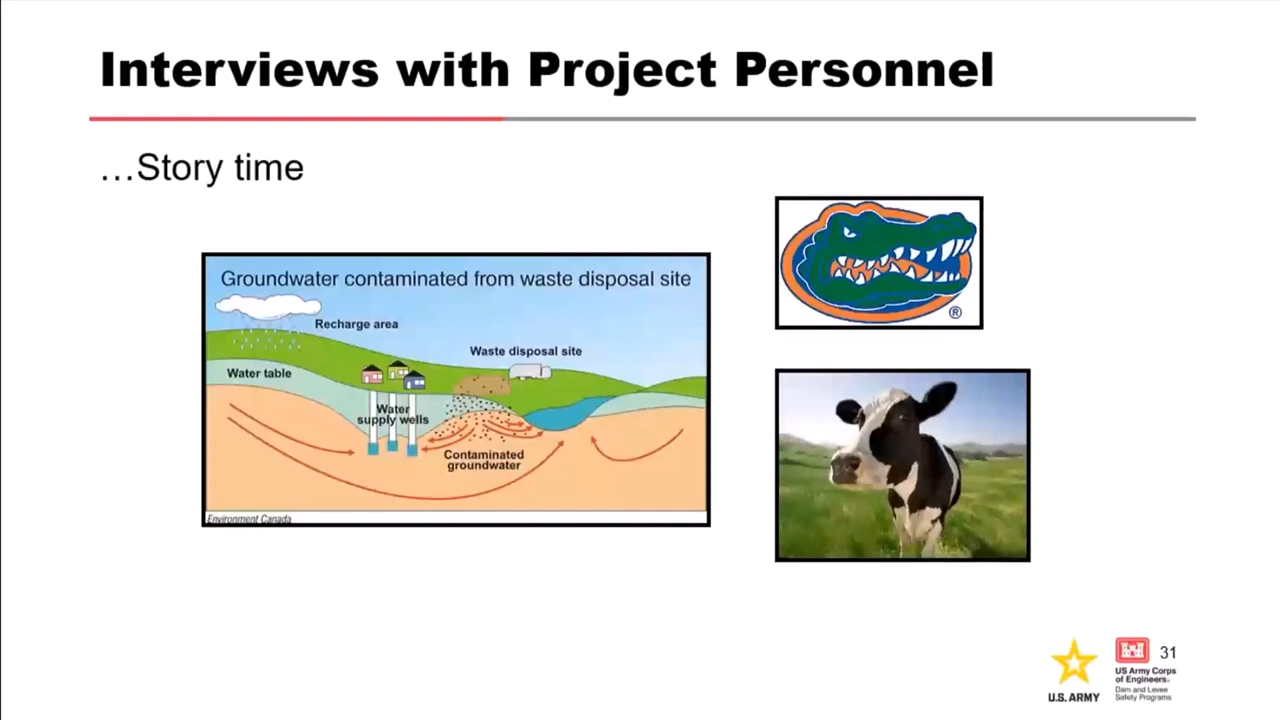 Interviews with Project Personnel
…Story time
Groundwater contaminated from waste disposal site
Recharge area
Waste disposal site
Water table
Water
supply wells
Contaminated
groundwater
Environment Canada
®
U.S. ARMY
US Army Corps
of Engineers®
Dam and Levee
Safety Programs
31